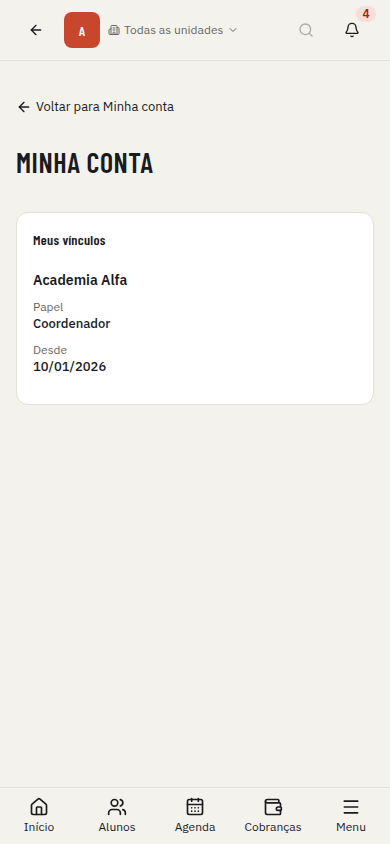 A
Todas as unidades
4
Voltar para Minha conta
MINHA CONTA
Meus vínculos
Academia Alfa
Papel
Coordenador
Desde
10/01/2026
Início
Alunos
Agenda
Cobranças
Menu